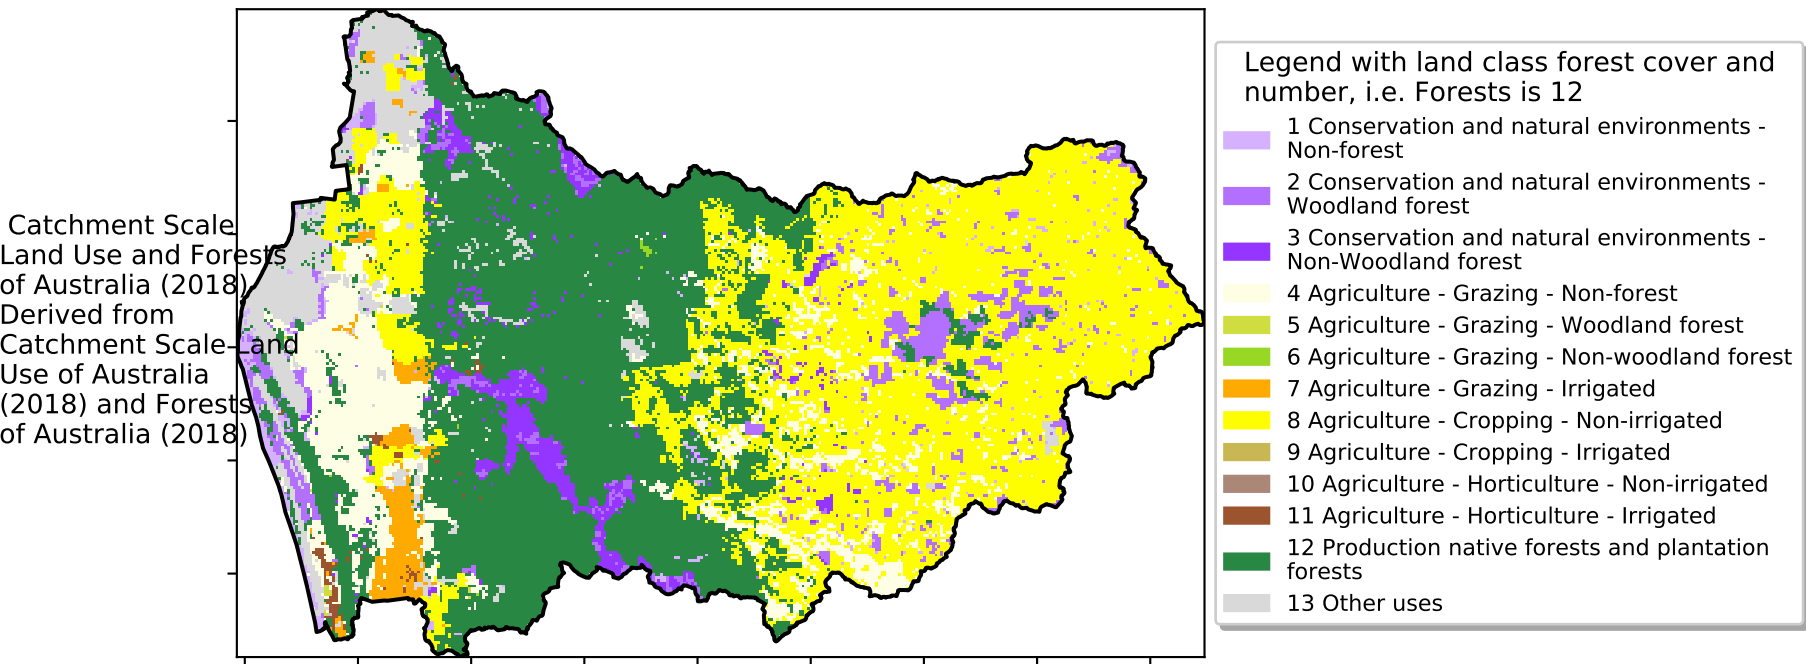 Catchment Scale
Land Use and Forests
of Australia (2018)
Derived from
Catchment Scale Land
Use of Australia
(2018) and Forests
of Australia (2018)
Legend with land class forest cover and
number, i.e. Forests is 12
1 Conservation and natural environments -
Non-forest
2 Conservation and natural environments -
Woodland forest
3 Conservation and natural environments -
Non-Woodland forest
4 Agriculture - Grazing - Non-forest
5 Agriculture - Grazing - Woodland forest
6 Agriculture - Grazing - Non-woodland forest
7 Agriculture - Grazing - Irrigated
8 Agriculture - Cropping - Non-irrigated
9 Agriculture - Cropping - Irrigated
10 Agriculture - Horticulture - Non-irrigated
11 Agriculture - Horticulture - Irrigated
12 Production native forests and plantation
forests
13 Other uses